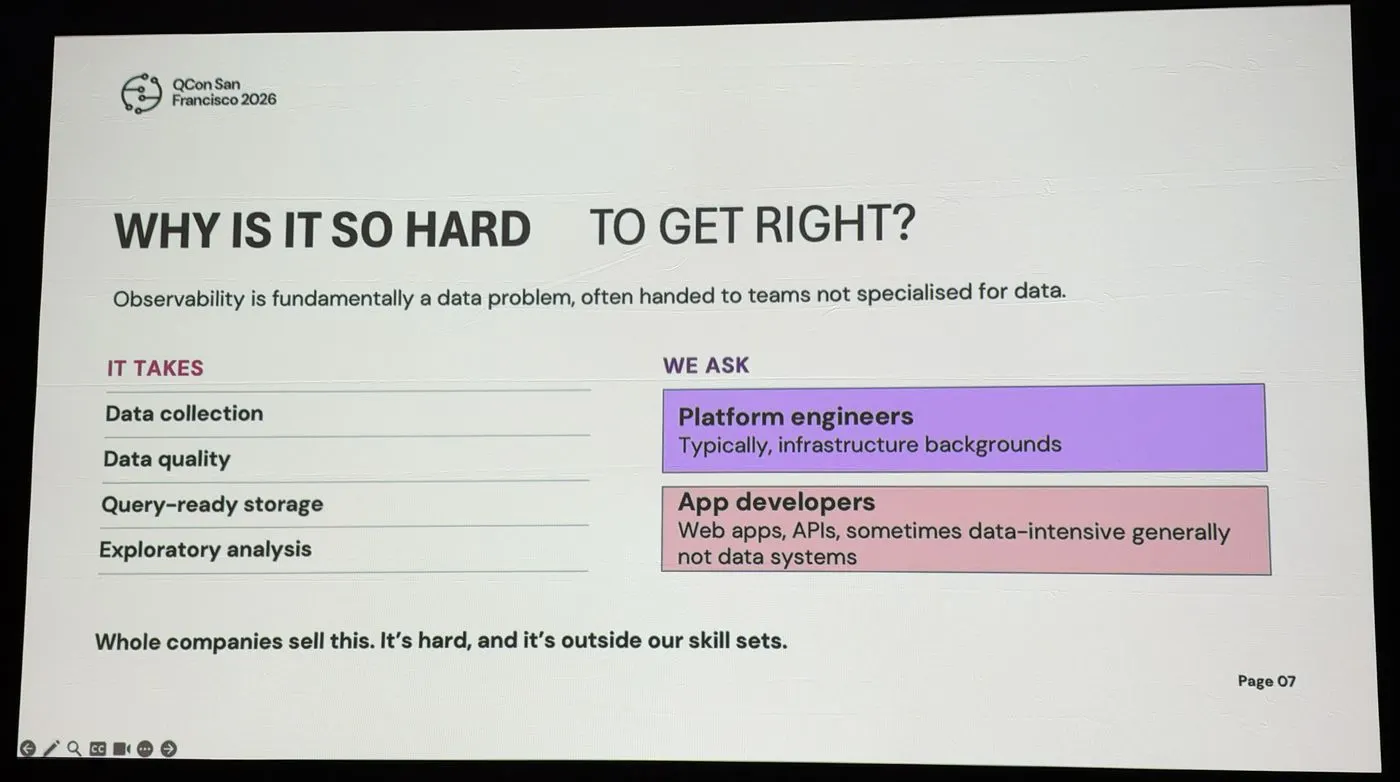 QCon San
Francisco 2026
WHY IS IT SO HARD TO GET RIGHT?
Observability is fundamentally a data problem, often handed to teams not specialised for data.
IT TAKES
Data collection
Data quality
Query-ready storage
Exploratory analysis
WE ASK
Platform engineers
Typically, infrastructure backgrounds
App developers
Web apps, APIs, sometimes data-intensive generally
not data systems
Whole companies sell this. It's hard, and it's outside our skill sets.
Page 07
CC